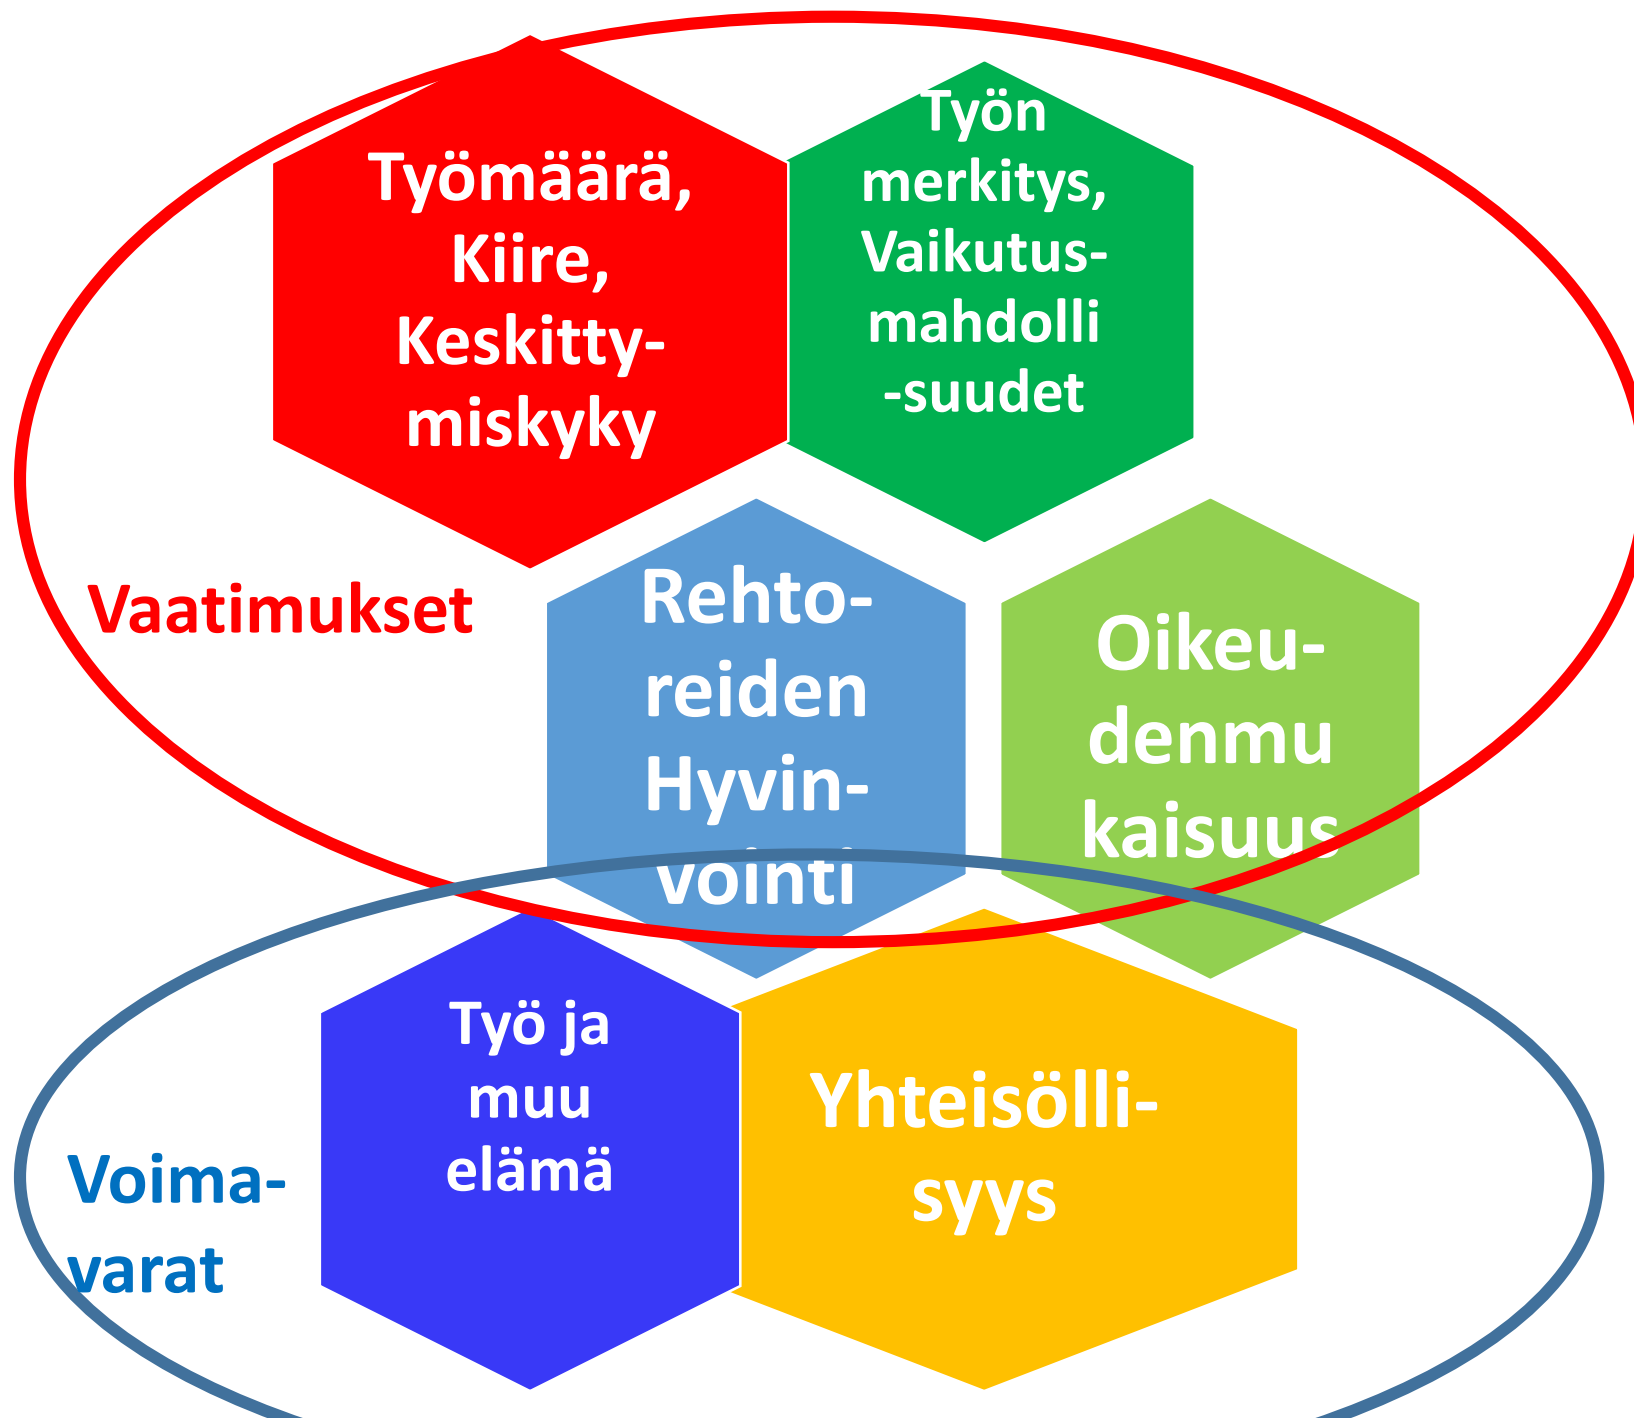 Työmäärä,
Kiire,
Keskitty-
miskyky
Työn
merkitys,
Vaikutus-
mahdolli
-suudet
Vaatimukset
Rehto-
reiden
Hyvin-
vointi
Oikeu-
denmu
kaisuus
Työ ja
muu
elämä
Yhteisölli-
syys
Voima-
varat